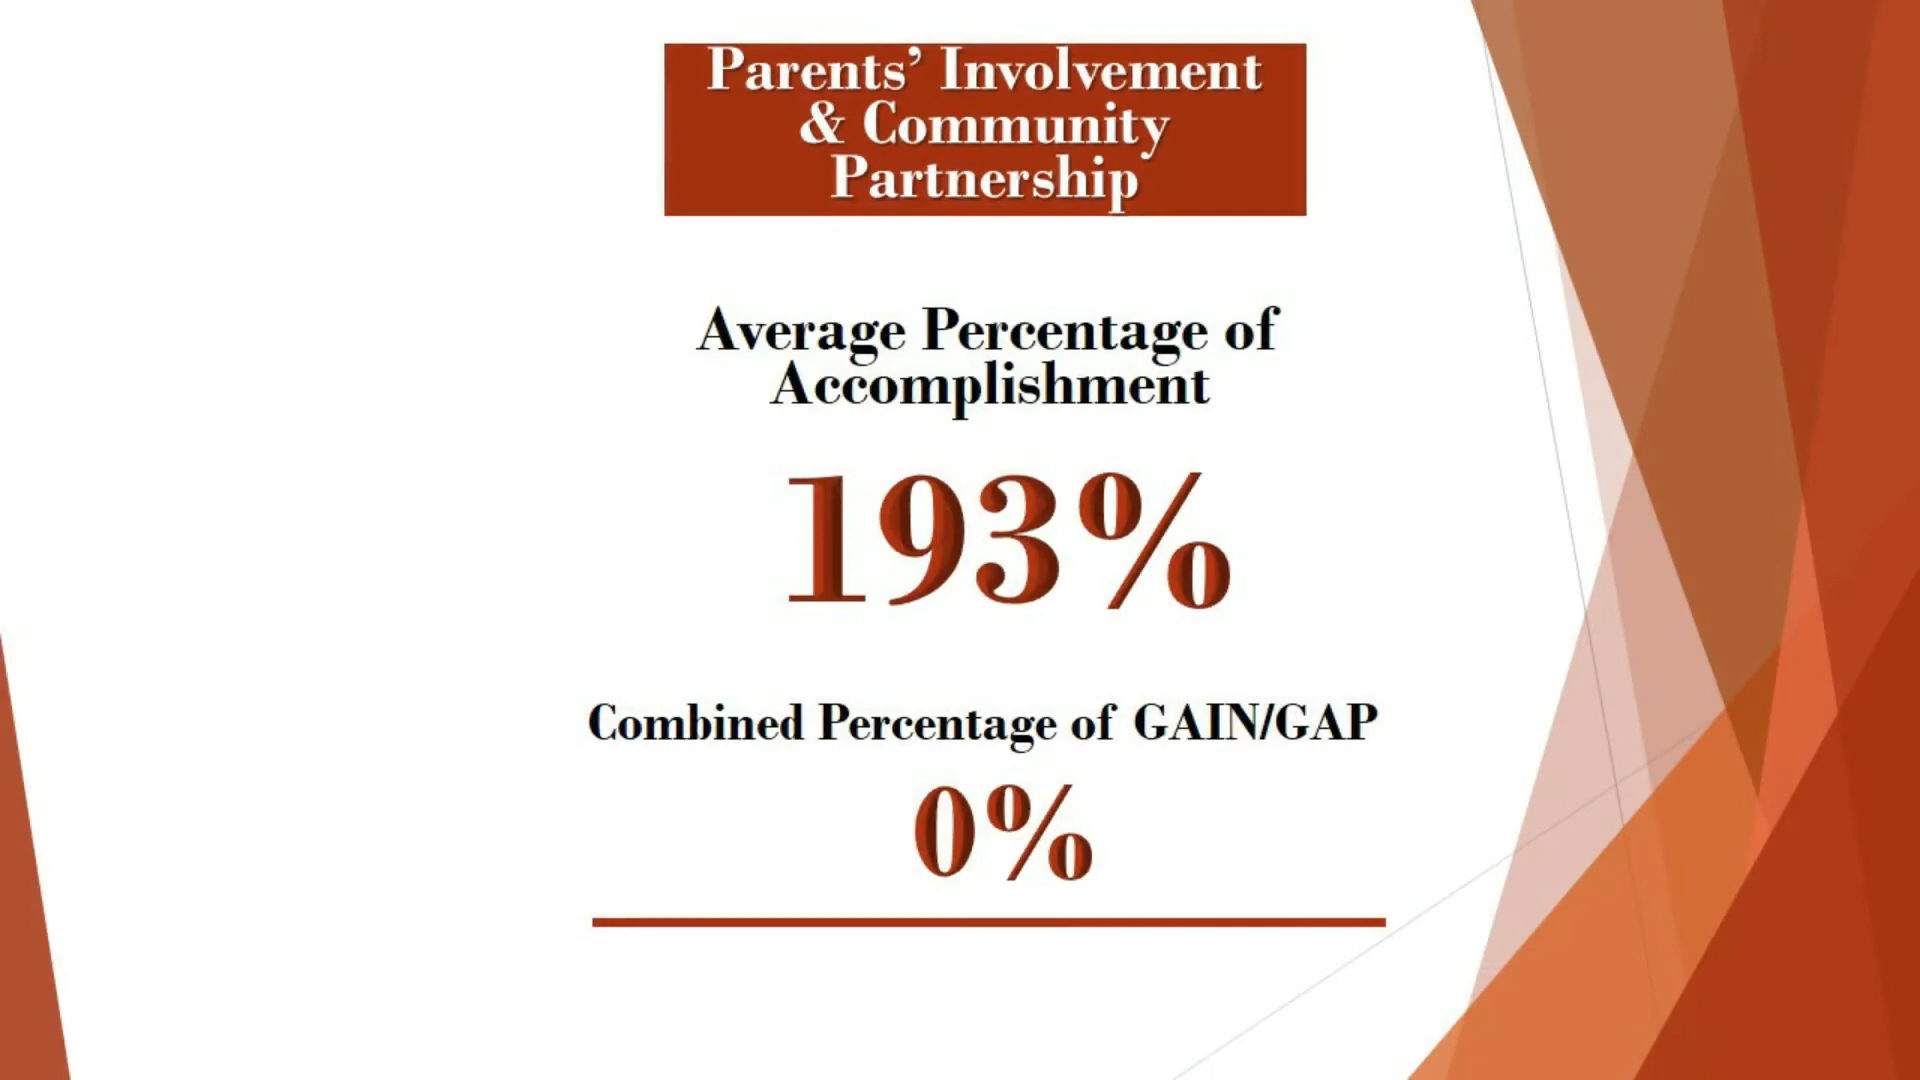 Parents’ Involvement
& Community
Partnership
Average Percentage of
Accomplishment
193%
Combined Percentage of GAIN/GAP
0%